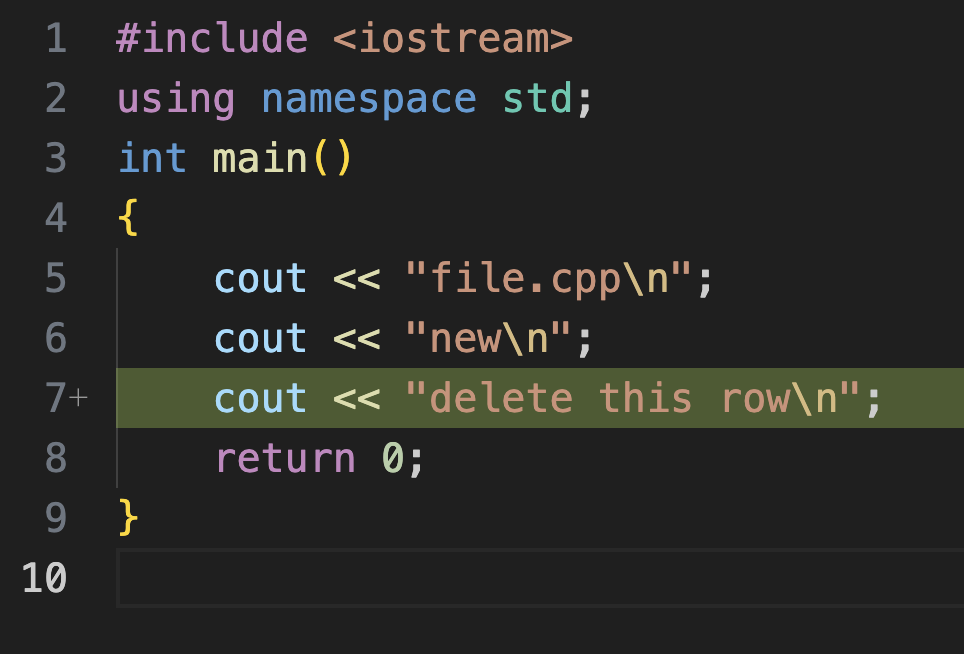 1 #include <iostream>
2 using namespace std;
3 int main()
4 {
5     cout << "file.cpp\n";
6     cout << "new\n";
7+     cout << "delete this row\n";
8     return 0;
9 }
10